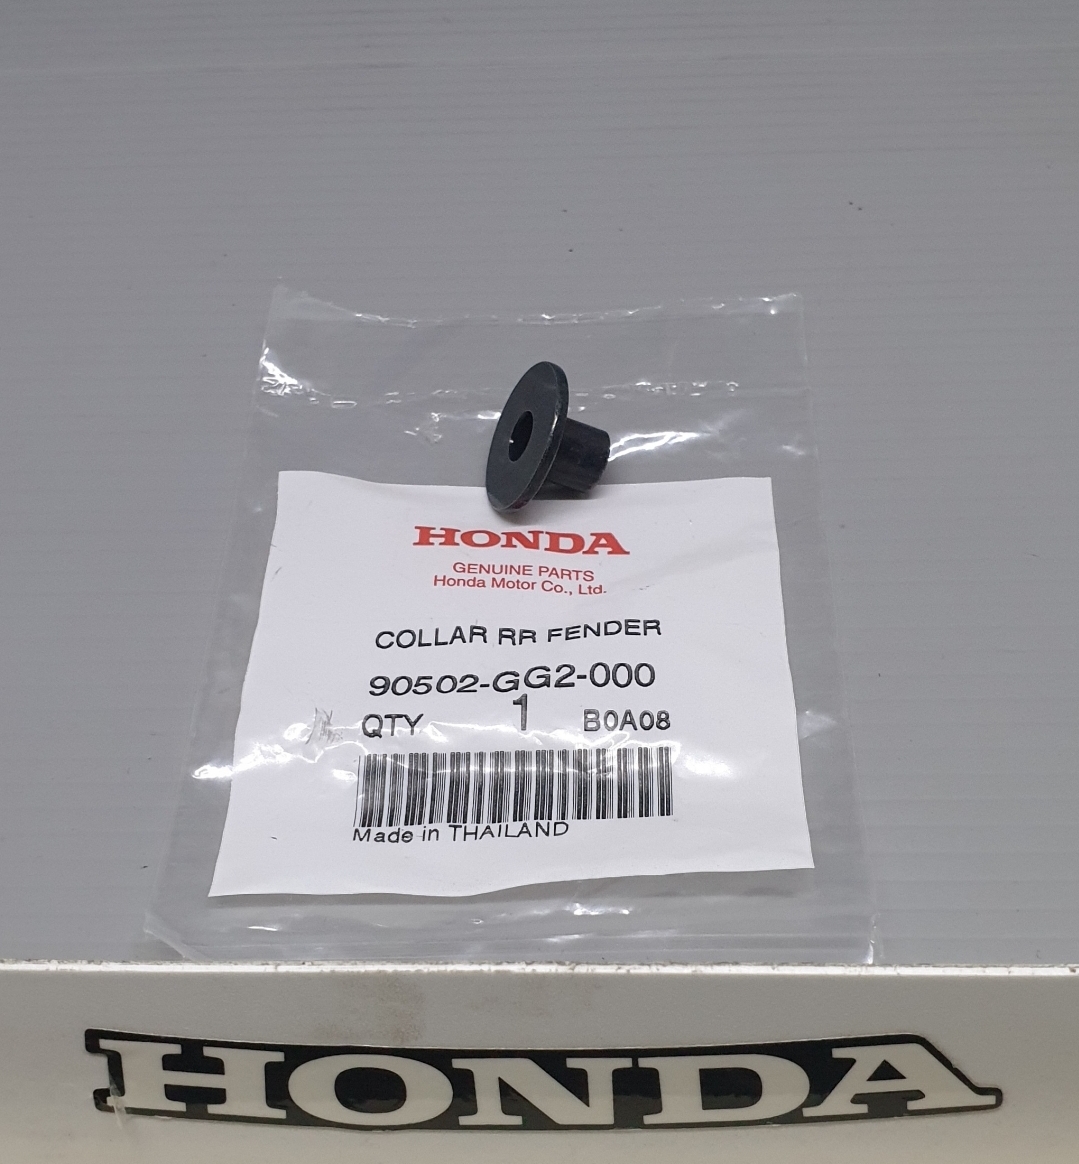 HONDA
GENUINE PARTS
Honda Motor Co., Ltd.
COLLAR RR FENDER
90502-GG2-000
QTY 1 B0A08
Made in THAILAND
HONDA